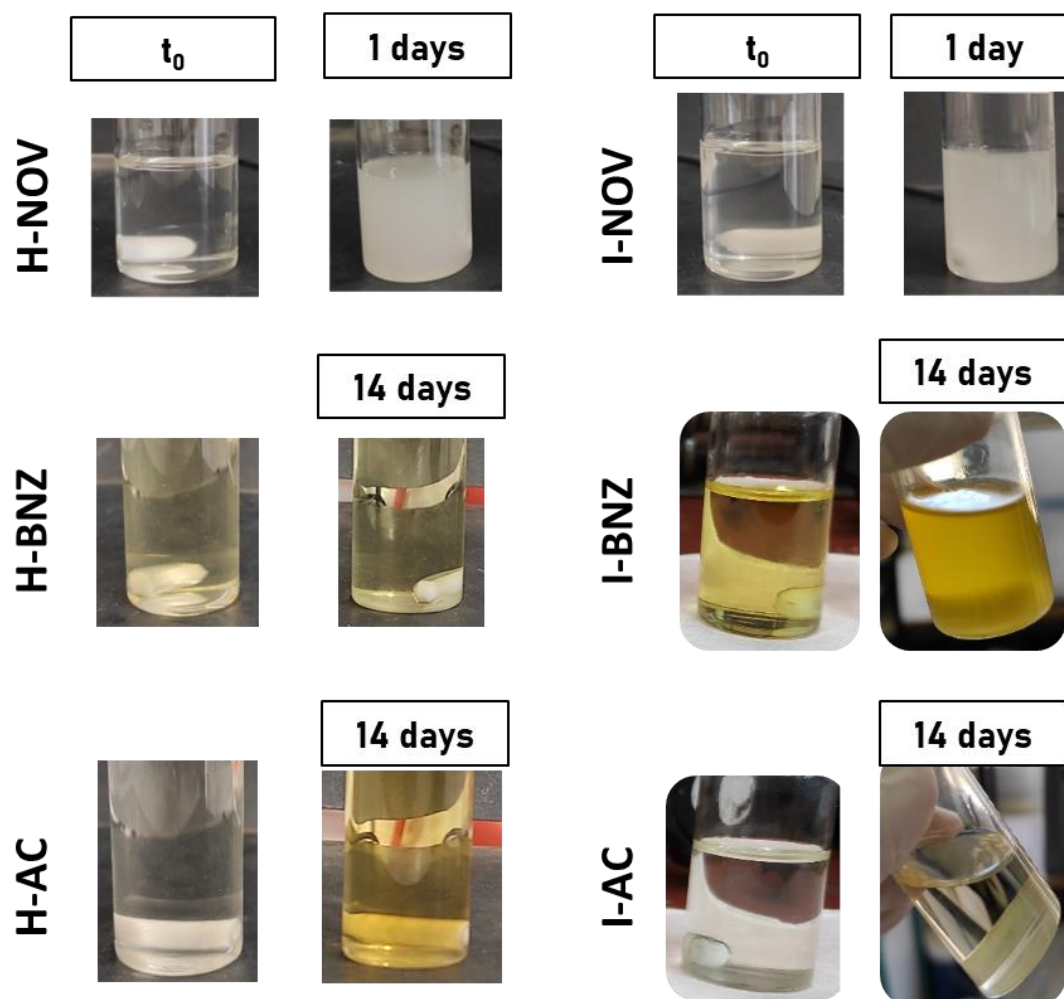 t₀
1 days
t₀
1 day
H-NOV
I-NOV
14 days
14 days
H-BNZ
I-BNZ
14 days
14 days
H-AC
I-AC